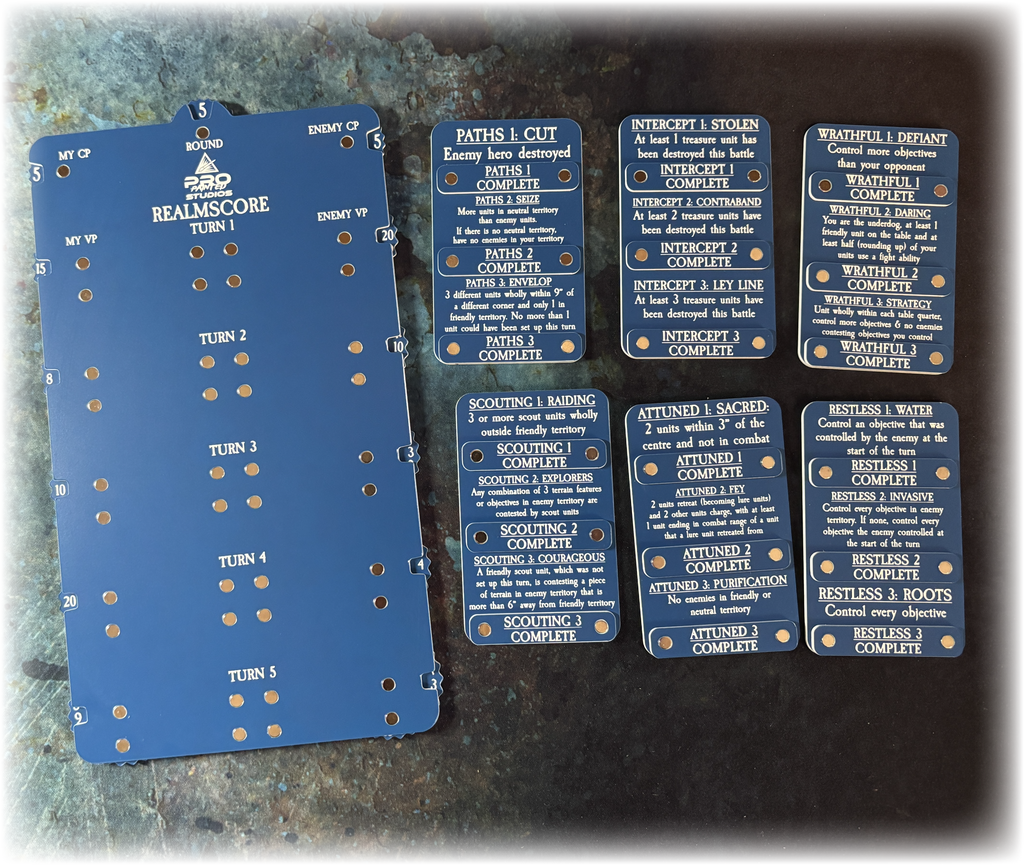 5
ROUND
MY CP
ENEMY CP
5
5
PRO
PAINTED
STUDIOS
REALMSCORE
MY VP
TURN 1
ENEMY VP
15
20
TURN 2
8
10
TURN 3
10
3
TURN 4
20
4
TURN 5
9
3
PATHS 1: CUT
Enemy hero destroyed
PATHS 1
COMPLETE
PATHS 2: SEIZE
More units in neutral territory
than enemy units.
If there is no neutral territory,
have no enemies in your territory
PATHS 2
COMPLETE
PATHS 3: ENVELOP
3 different units wholly within 9" of
a different corner and only 1 in
friendly territory. No more than 1
unit could have been set up this turn
PATHS 3
COMPLETE
INTERCEPT 1: STOLEN
At least 1 treasure unit has
been destroyed this battle
INTERCEPT 1
COMPLETE
INTERCEPT 2: CONTRABAND
At least 2 treasure units have
been destroyed this battle
INTERCEPT 2
COMPLETE
INTERCEPT 3: LEY LINE
At least 3 treasure units have
been destroyed this battle
INTERCEPT 3
COMPLETE
WRATHFUL 1: DEFIANT
Control more objectives
than your opponent
WRATHFUL 1
COMPLETE
WRATHFUL 2: DARING
You are the underdog, at least 1
friendly unit on the table and at
least half (rounding up) of your
units use a fight ability
WRATHFUL 2
COMPLETE
WRATHFUL 3: STRATEGY
Unit wholly within each table quarter,
control more objectives & no enemies
contesting objectives you control
WRATHFUL 3
COMPLETE
SCOUTING 1: RAIDING
3 or more scout units wholly
outside friendly territory
SCOUTING 1
COMPLETE
SCOUTING 2: EXPLORERS
Any combination of 3 terrain features
or objectives in enemy territory are
contested by scout units
SCOUTING 2
COMPLETE
SCOUTING 3: COURAGEOUS
A friendly scout unit, which was not
set up this turn, is contesting a piece
of terrain in enemy territory that is
more than 6" away from friendly territory
SCOUTING 3
COMPLETE
ATTUNED 1: SACRED:
2 units within 3" of the
centre and not in combat
ATTUNED 1
COMPLETE
ATTUNED 2: FEY
2 units retreat (becoming lure units)
and 2 other units charge, with at least
1 unit ending in combat range of a unit
that a lure unit retreated from
ATTUNED 2
COMPLETE
ATTUNED 3: PURIFICATION
No enemies in friendly or
neutral territory
ATTUNED 3
COMPLETE
RESTLESS 1: WATER
Control an objective that was
controlled by the enemy at the
start of the turn
RESTLESS 1
COMPLETE
RESTLESS 2: INVASIVE
Control every objective in enemy
territory. If none, control every
objective the enemy controlled at
the start of the turn
RESTLESS 2
COMPLETE
RESTLESS 3: ROOTS
Control every objective
RESTLESS 3
COMPLETE